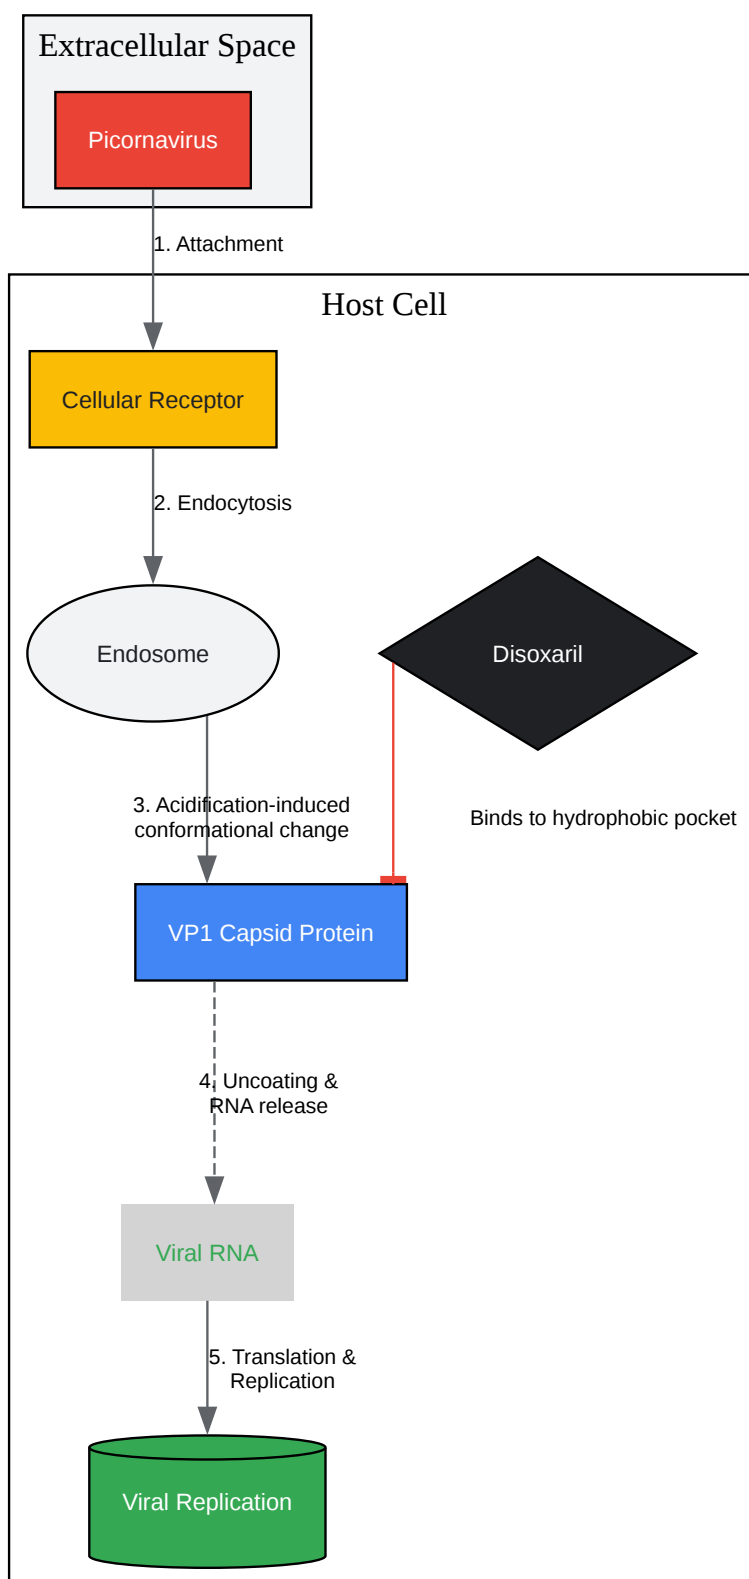 Extracellular Space
Picornavirus
1. Attachment
Host Cell
Cellular Receptor
2. Endocytosis
Endosome
Disoxaril
3. Acidification-induced
conformational change
Binds to hydrophobic pocket
VP1 Capsid Protein
4. Uncoating &
RNA release
Viral RNA
5. Translation &
Replication
Viral Replication